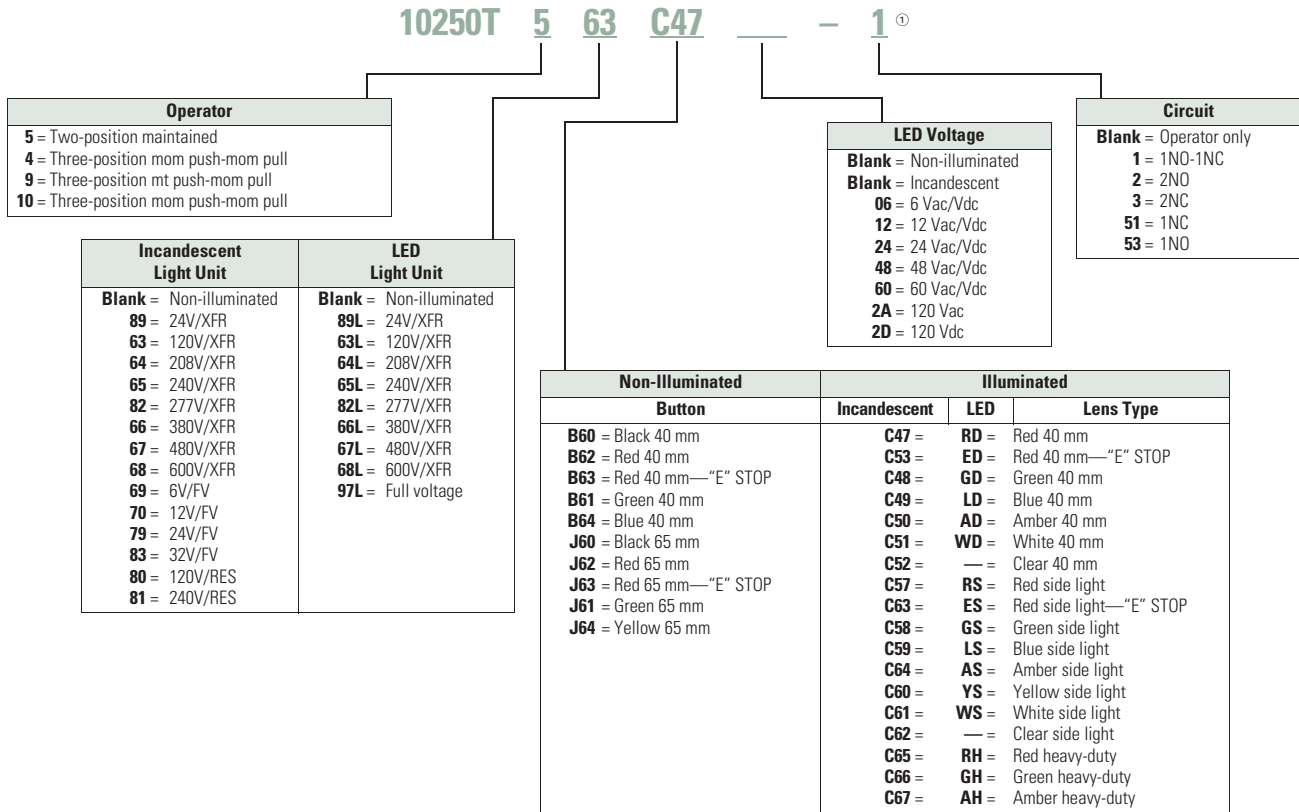 10250T 5 63 C47 ___ – 1 ①
Operator
5 = Two-position maintained
4 = Three-position mom push-mom pull
9 = Three-position mt push-mom pull
10 = Three-position mom push-mom pull
Incandescent
Light Unit
Blank = Non-illuminated
89 = 24V/XFR
63 = 120V/XFR
64 = 208V/XFR
65 = 240V/XFR
82 = 277V/XFR
66 = 380V/XFR
67 = 480V/XFR
68 = 600V/XFR
69 = 6V/FV
70 = 12V/FV
79 = 24V/FV
83 = 32V/FV
80 = 120V/RES
81 = 240V/RES
LED
Light Unit
Blank = Non-illuminated
89L = 24V/XFR
63L = 120V/XFR
64L = 208V/XFR
65L = 240V/XFR
82L = 277V/XFR
66L = 380V/XFR
67L = 480V/XFR
68L = 600V/XFR
97L = Full voltage
LED Voltage
Blank = Non-illuminated
Blank = Incandescent
06 = 6 Vac/Vdc
12 = 12 Vac/Vdc
24 = 24 Vac/Vdc
48 = 48 Vac/Vdc
60 = 60 Vac/Vdc
2A = 120 Vac
2D = 120 Vdc
Circuit
Blank = Operator only
1 = 1NO-1NC
2 = 2NO
3 = 2NC
51 = 1NC
53 = 1NO
Non-Illuminated
Button
B60 = Black 40 mm
B62 = Red 40 mm
B63 = Red 40 mm—“E” STOP
B61 = Green 40 mm
B64 = Blue 40 mm
J60 = Black 65 mm
J62 = Red 65 mm
J63 = Red 65 mm—“E” STOP
J61 = Green 65 mm
J64 = Yellow 65 mm
Illuminated
Incandescent LED Lens Type
C47 = RD = Red 40 mm
C53 = ED = Red 40 mm—“E” STOP
C48 = GD = Green 40 mm
C49 = LD = Blue 40 mm
C50 = AD = Amber 40 mm
C51 = WD = White 40 mm
C52 = — = Clear 40 mm
C57 = RS = Red side light
C63 = ES = Red side light—“E” STOP
C58 = GS = Green side light
C59 = LS = Blue side light
C64 = AS = Amber side light
C60 = YS = Yellow side light
C61 = WS = White side light
C62 = — = Clear side light
C65 = RH = Red heavy-duty
C66 = GH = Green heavy-duty
C67 = AH = Amber heavy-duty